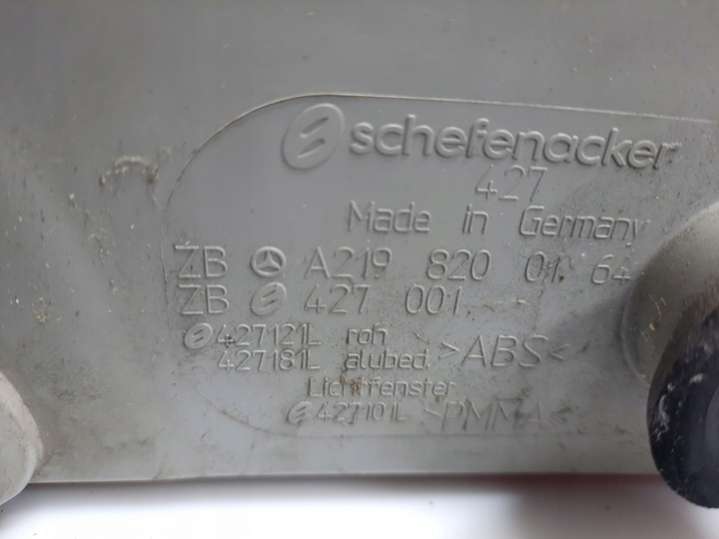 schefenacker
427
Made in Germany
ZB A219 820 01 64
ZB 427 001
427121L roh >ABS<
427181L alubed.
Lichtfenster
427101L >PMMA<